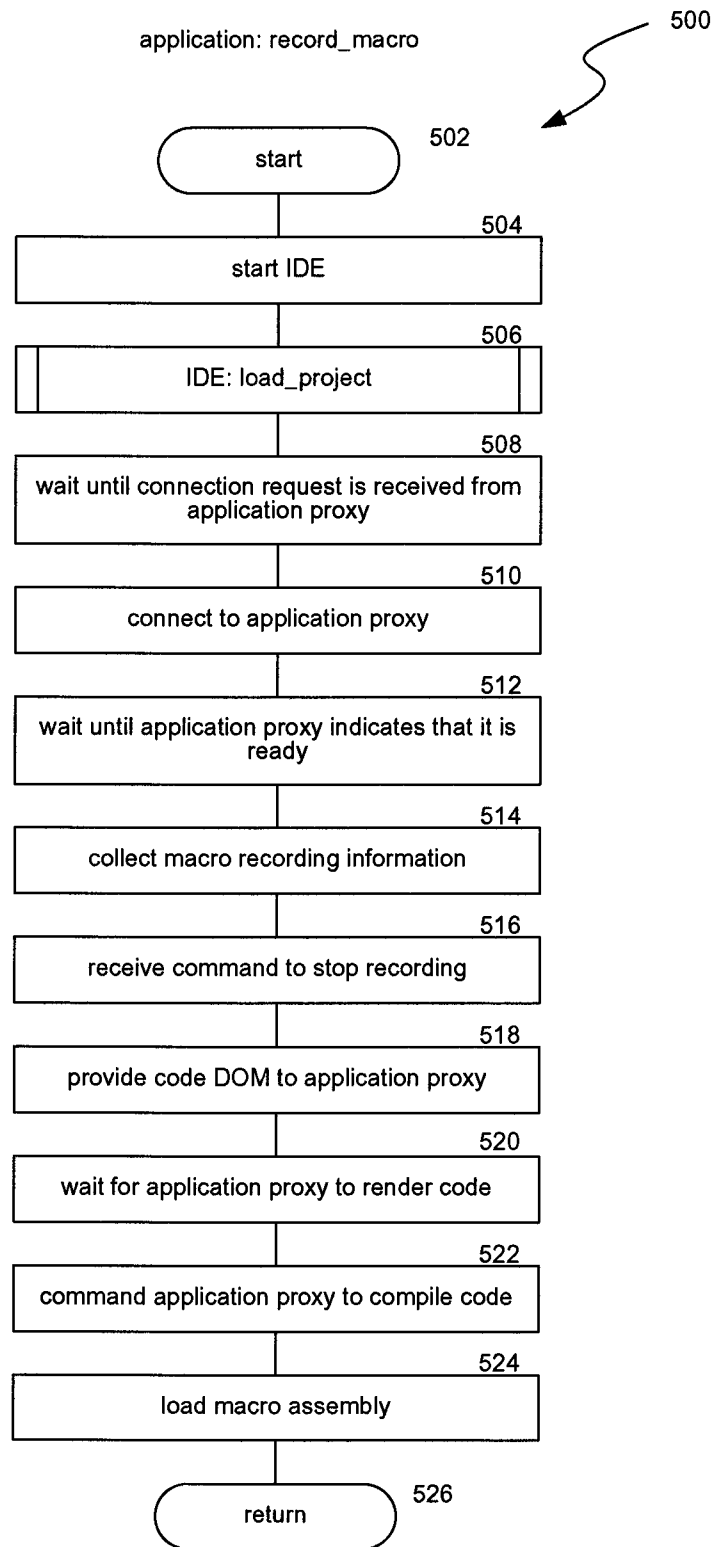 500
application: record_macro
502
start
504
start IDE
506
IDE: load_project
508
wait until connection request is received from
application proxy
510
connect to application proxy
512
wait until application proxy indicates that it is
ready
514
collect macro recording information
516
receive command to stop recording
518
provide code DOM to application proxy
520
wait for application proxy to render code
522
command application proxy to compile code
524
load macro assembly
526
return